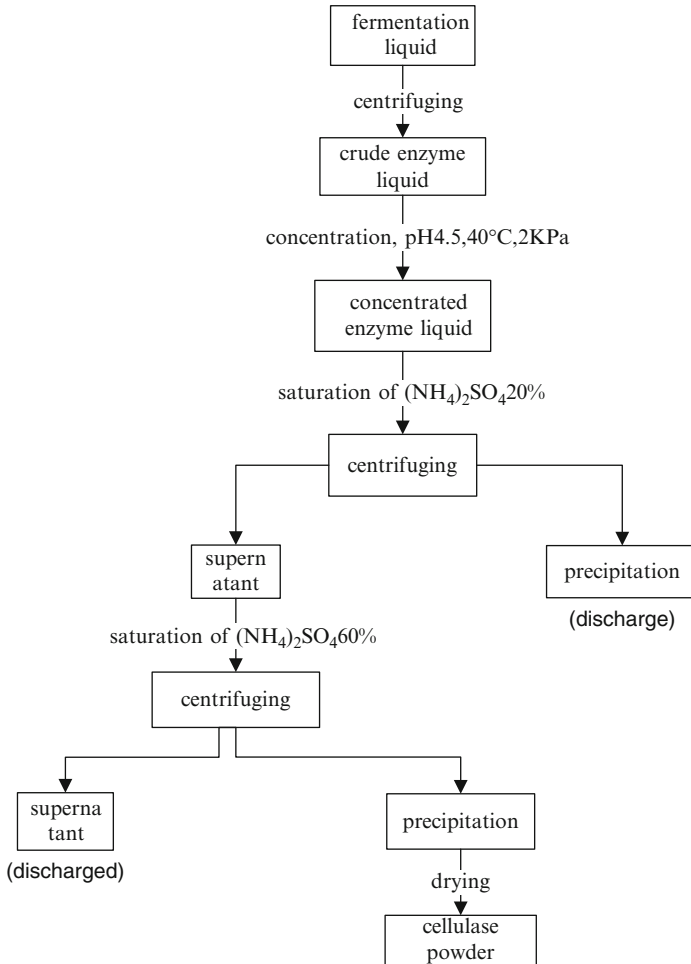 fermentation
liquid
centrifuging
crude enzyme
liquid
concentration, pH4.5,40°C,2KPa
concentrated
enzyme liquid
saturation of (NH₄)₂SO₄20%
centrifuging
supern
atant
precipitation
(discharge)
saturation of (NH₄)₂SO₄60%
centrifuging
superna
tant
(discharged)
precipitation
drying
cellulase
powder